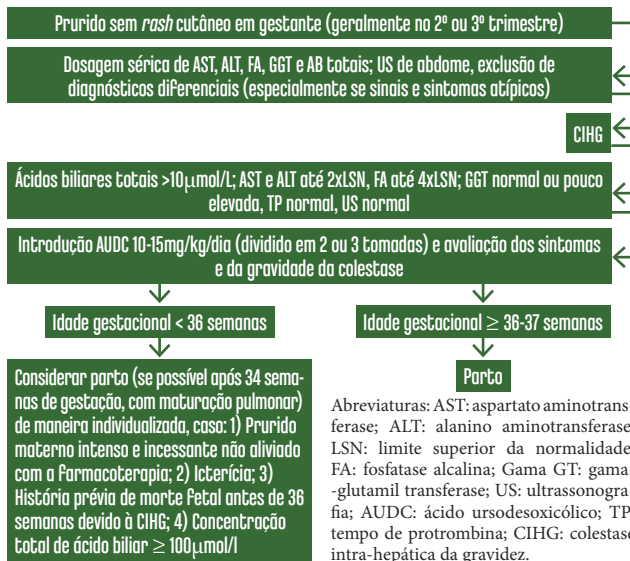 Prurido sem rash cutâneo em gestante (geralmente no 2º ou 3º trimestre)
Dosagem sérica de AST, ALT, FA, GGT e AB totais; US de abdome, exclusão de
diagnósticos diferenciais (especialmente se sinais e sintomas atípicos)
CIHG
Ácidos biliares totais >10µmol/L; AST e ALT até 2xLSN, FA até 4xLSN; GGT normal ou pouco
elevada, TP normal, US normal
Introdução AUDC 10-15mg/kg/dia (dividido em 2 ou 3 tomadas) e avaliação dos sintomas
e da gravidade da colestase
Idade gestacional < 36 semanas
Idade gestacional ≥ 36-37 semanas
Considerar parto (se possível após 34 sema-
nas de gestação, com maturação pulmonar)
de maneira individualizada, caso: 1) Prurido
materno intenso e incessante não aliviado
com a farmacoterapia; 2) Icterícia; 3)
História prévia de morte fetal antes de 36
semanas devido à CIHG; 4) Concentração
total de ácido biliar ≥ 100µmol/l
Parto
Abreviaturas: AST: aspartato aminotrans
ferase; ALT: alanino aminotransferase
LSN: limite superior da normalidade
FA: fosfatase alcalina; Gama GT: gama
-glutamil transferase; US: ultrassonogra
fia; AUDC: ácido ursodesoxicólico; TP
tempo de protrombina; CIHG: colestase
intra-hepática da gravidez.